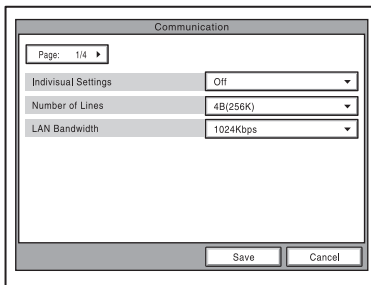 Communication
Page: 1/4
Indivisual Settings Off
Number of Lines 4B(256K)
LAN Bandwidth 1024Kbps
Save Cancel